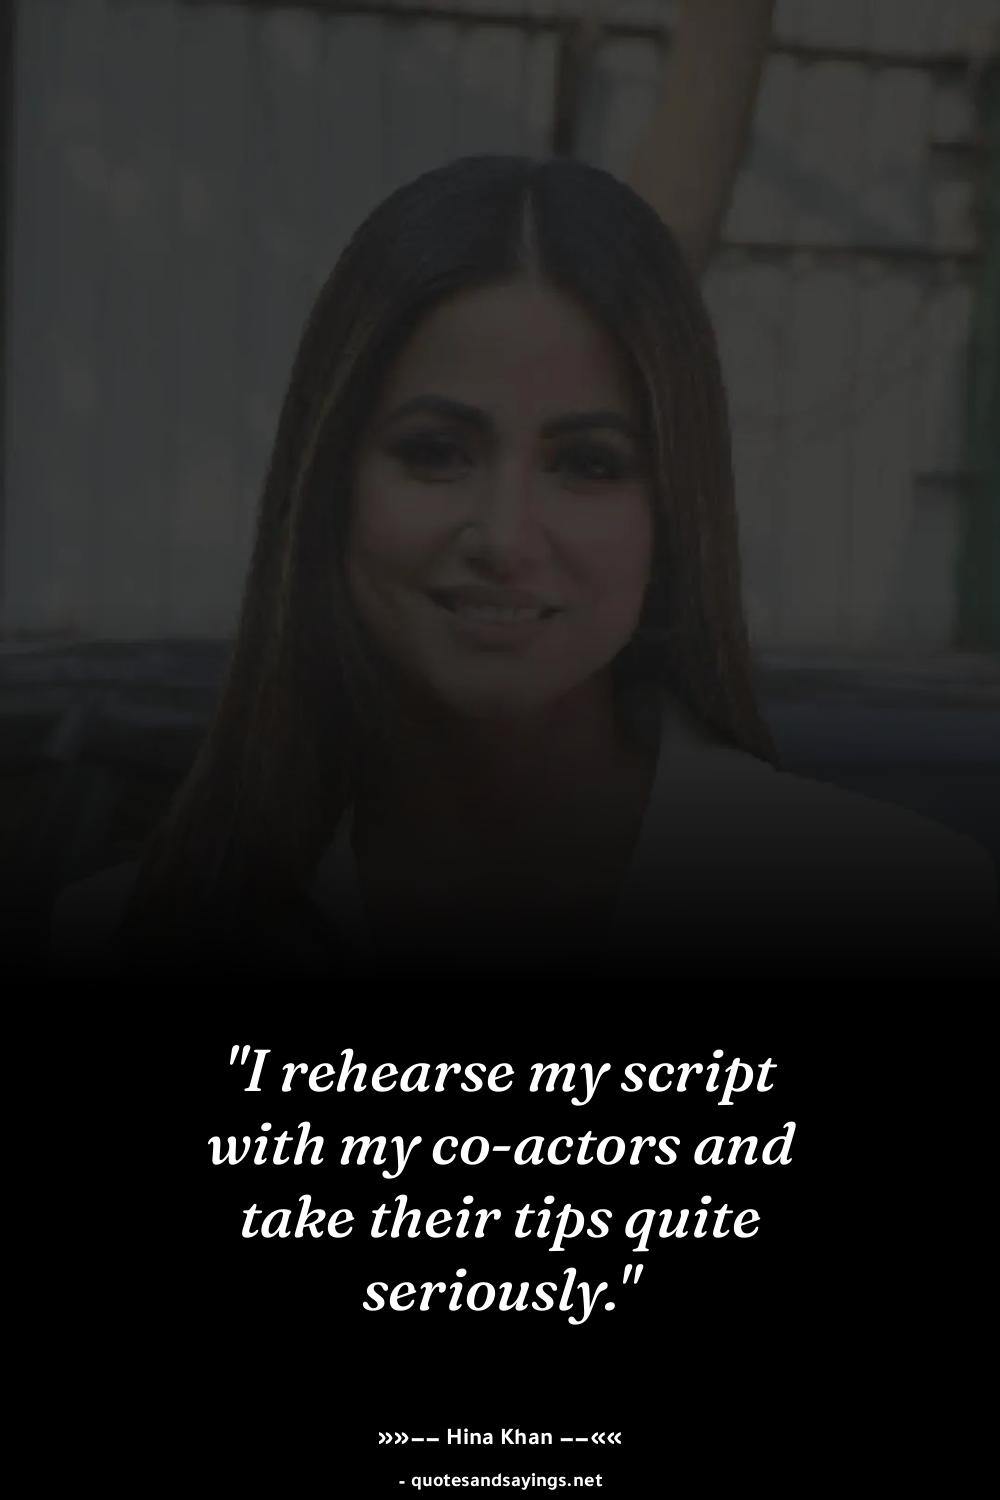 "I rehearse my script
with my co-actors and
take their tips quite
seriously."
»»–– Hina Khan ––««
- quotesandsayings.net